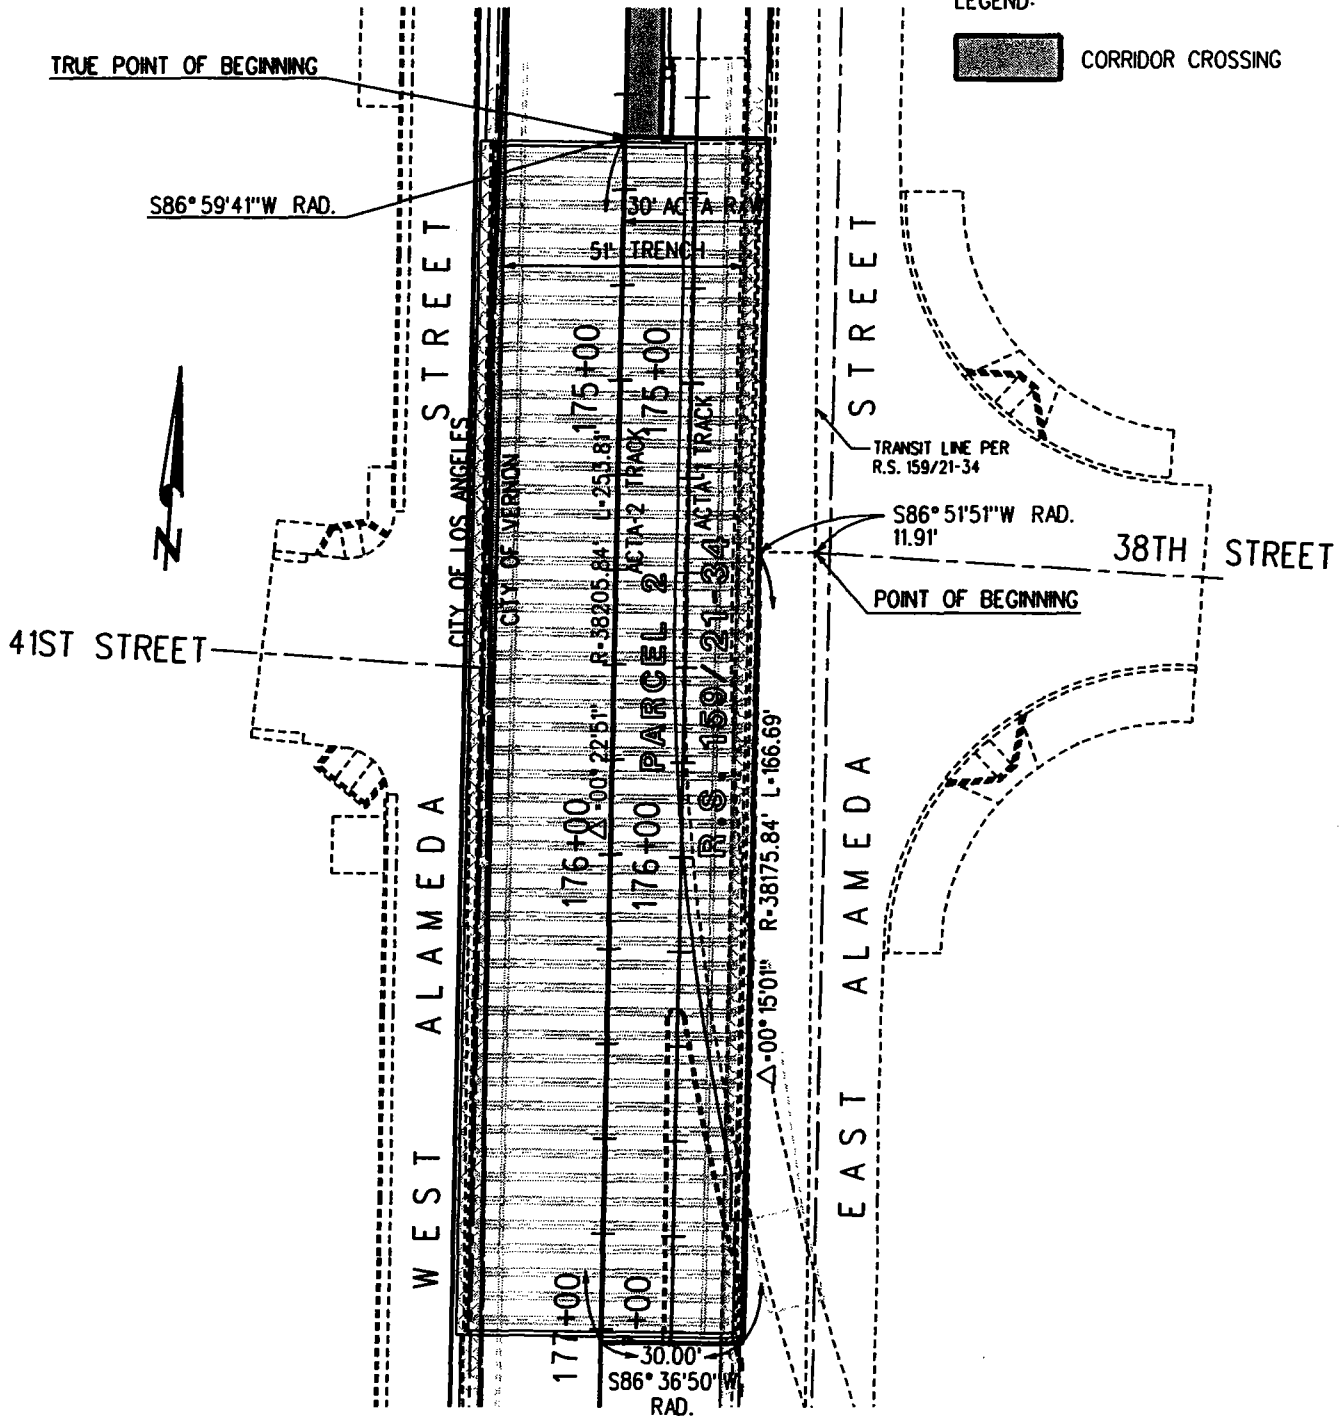 LEGEND:
CORRIDOR CROSSING
TRUE POINT OF BEGINNING
S86°59'41"W RAD.
30' ACTA R/W
51' TRENCH
WEST ALAMEDA STREET
EAST ALAMEDA STREET
CITY OF LOS ANGELES
CITY OF VERNON
175+00
175+00
ACTA-2 TRACK
ACTA-1 TRACK
TRANSIT LINE PER
R.S. 159/21-34
S86°51'51"W RAD.
11.91'
38TH STREET
POINT OF BEGINNING
N
41ST STREET
△=00°22'51" R=38205.84' L=253.81'
PARCEL 2
R.S. 159/21-34
△=00°15'01" R=38175.84' L=166.69'
176+00
176+00
177+00
+00
30.00'
S86°36'50"W
RAD.